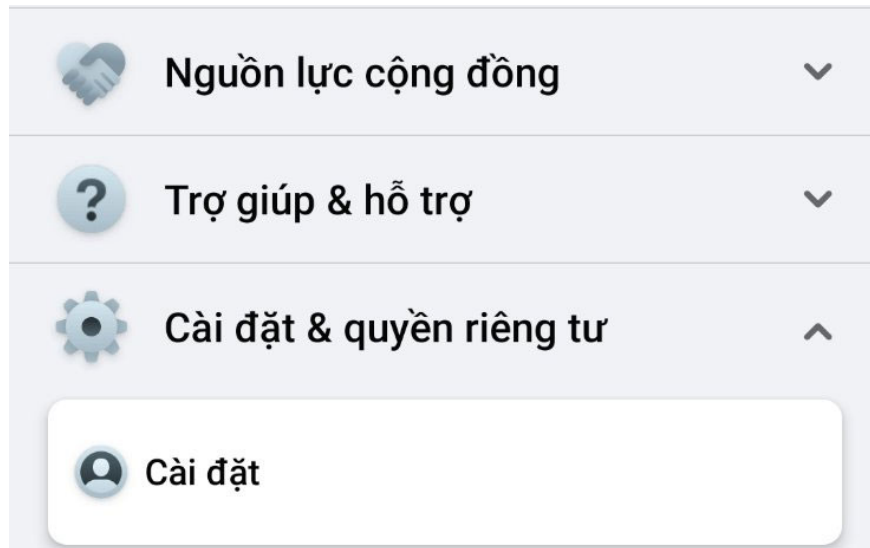 Nguồn lực cộng đồng
Trợ giúp & hỗ trợ
Cài đặt & quyền riêng tư
Cài đặt